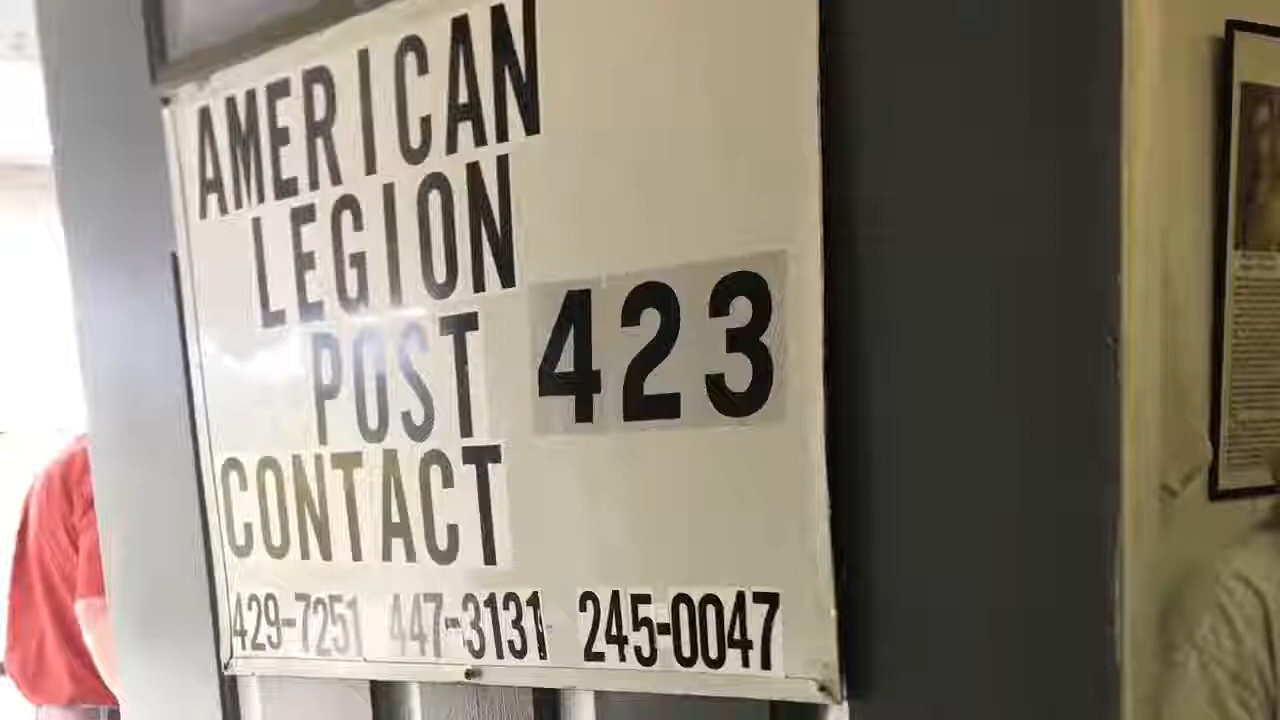 AMERICAN
LEGION
POST 423
CONTACT
429-7251 447-3131 245-0047